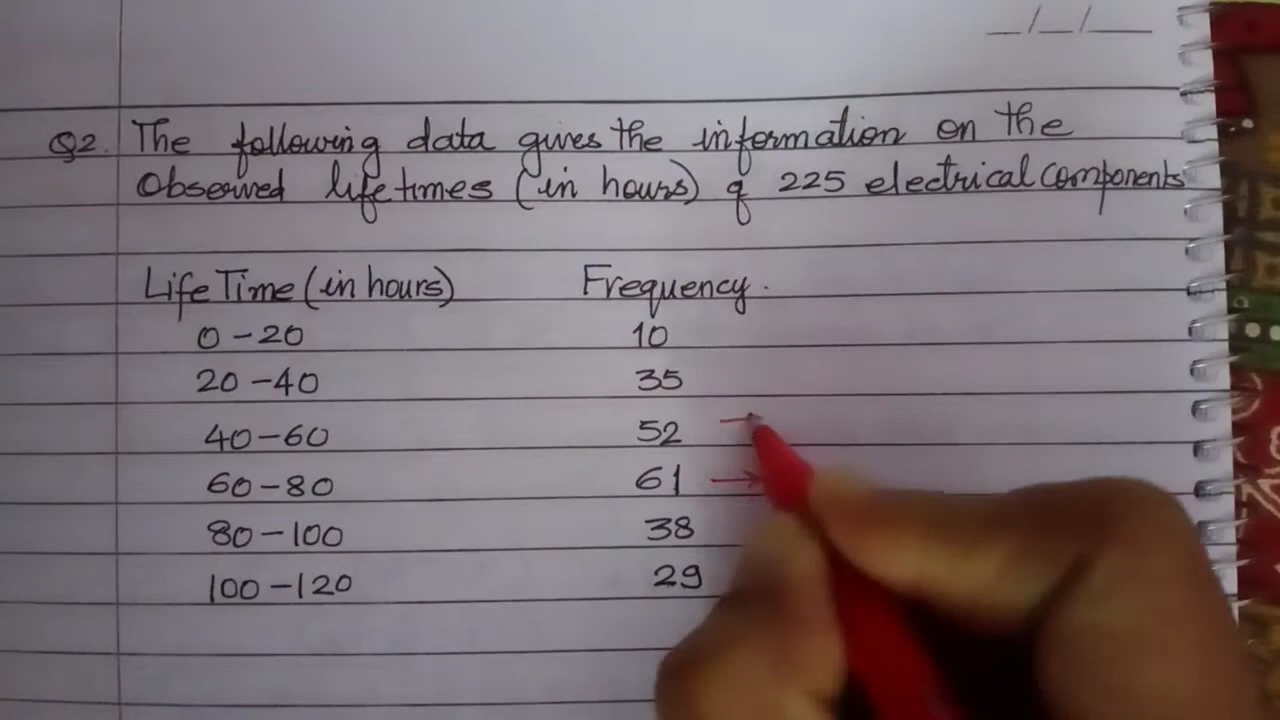 _/_/_
Q2. The following data gives the information on the
Observed life times (in hours) of 225 electrical components
Life Time (in hours) Frequency.
0-20 10
20-40 35
40-60 52 →
60-80 61 →
80-100 38
100-120 29